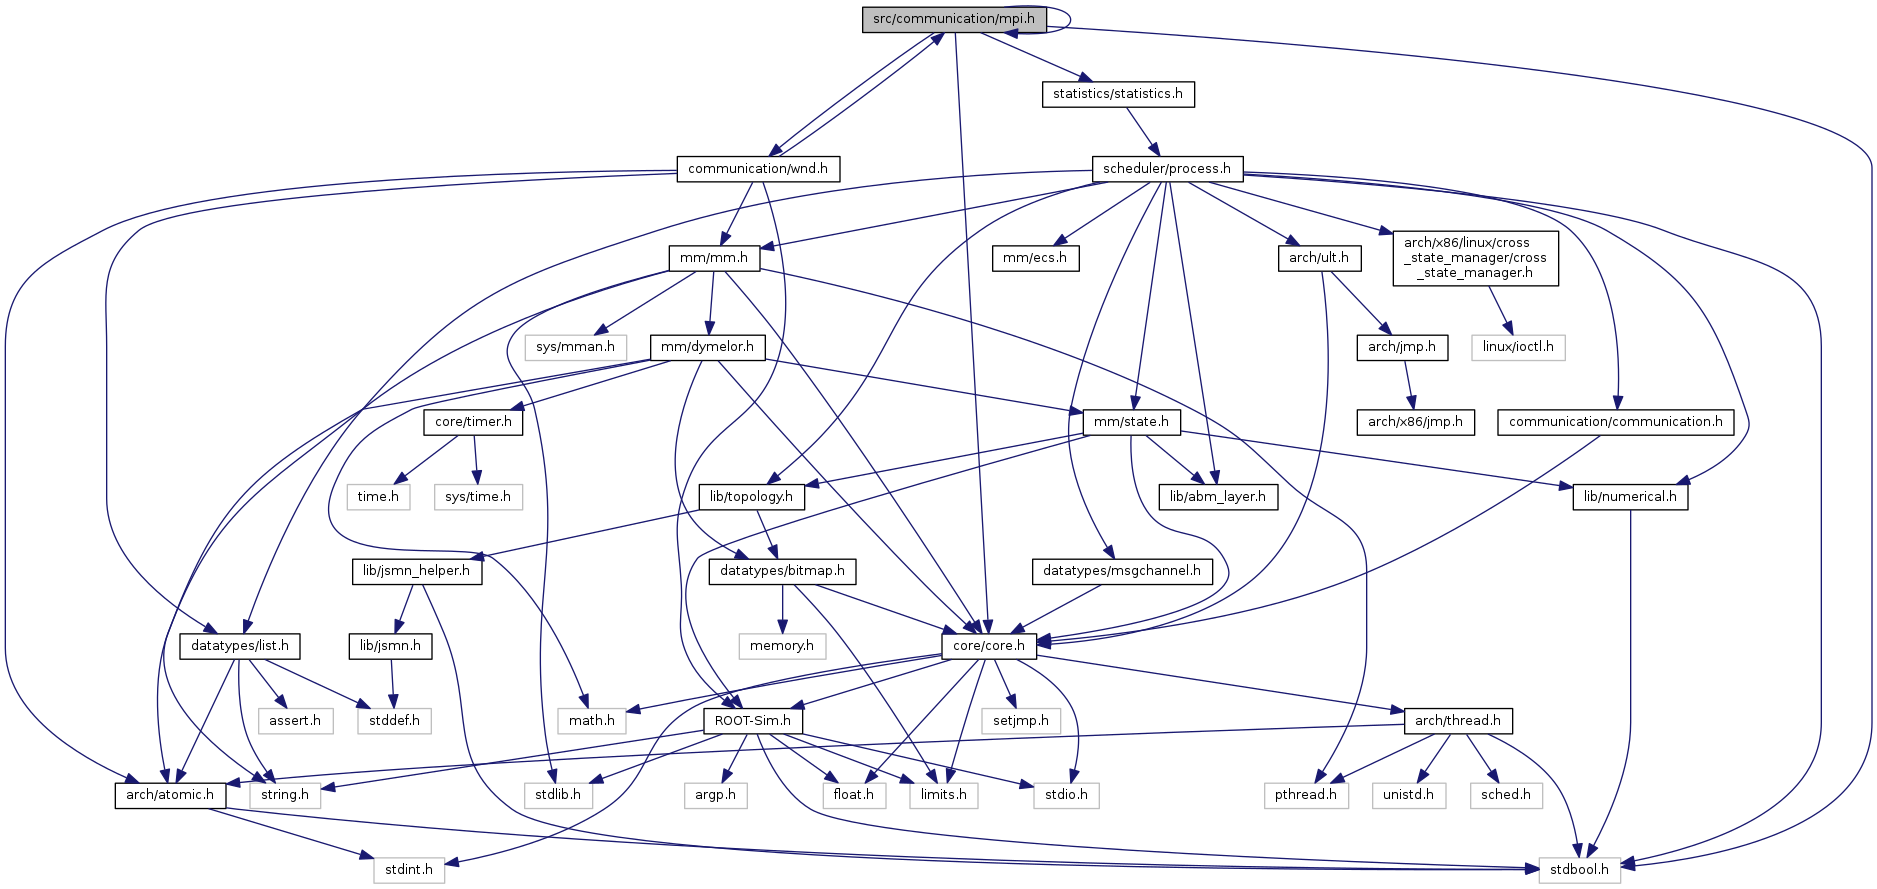 src/communication/mpi.h
statistics/statistics.h
communication/wnd.h
scheduler/process.h
mm/mm.h
mm/ecs.h
arch/ult.h
arch/x86/linux/cross
_state_manager/cross
_state_manager.h
sys/mman.h
mm/dymelor.h
arch/jmp.h
linux/ioctl.h
core/timer.h
mm/state.h
arch/x86/jmp.h
communication/communication.h
time.h
sys/time.h
lib/topology.h
lib/abm_layer.h
lib/numerical.h
lib/jsmn_helper.h
datatypes/bitmap.h
datatypes/msgchannel.h
datatypes/list.h
lib/jsmn.h
memory.h
core/core.h
assert.h
stddef.h
math.h
ROOT-Sim.h
setjmp.h
arch/thread.h
arch/atomic.h
string.h
stdlib.h
argp.h
float.h
limits.h
stdio.h
pthread.h
unistd.h
sched.h
stdint.h
stdbool.h